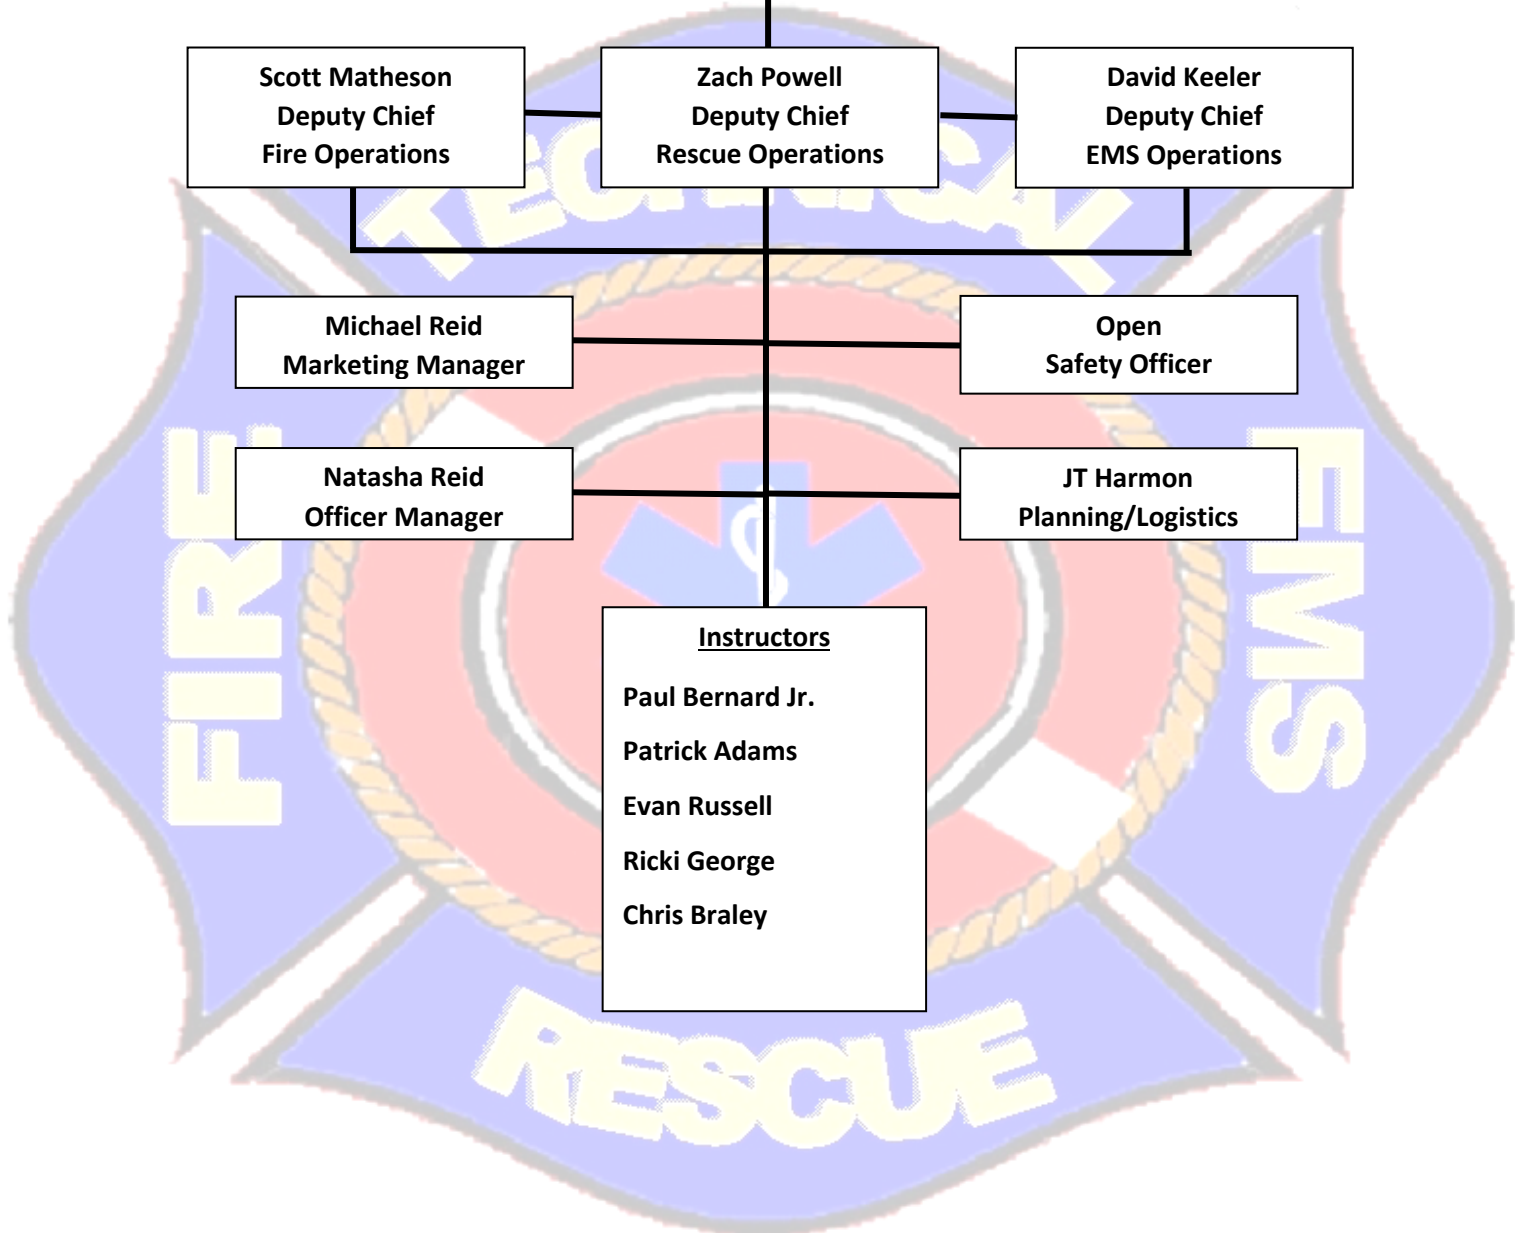 Scott Matheson
Deputy Chief
Fire Operations
Zach Powell
Deputy Chief
Rescue Operations
David Keeler
Deputy Chief
EMS Operations
TECHNICAL
Michael Reid
Marketing Manager
Open
Safety Officer
Natasha Reid
Officer Manager
JT Harmon
Planning/Logistics
FIRE
EMS
Instructors
Paul Bernard Jr.
Patrick Adams
Evan Russell
Ricki George
Chris Braley
RESCUE